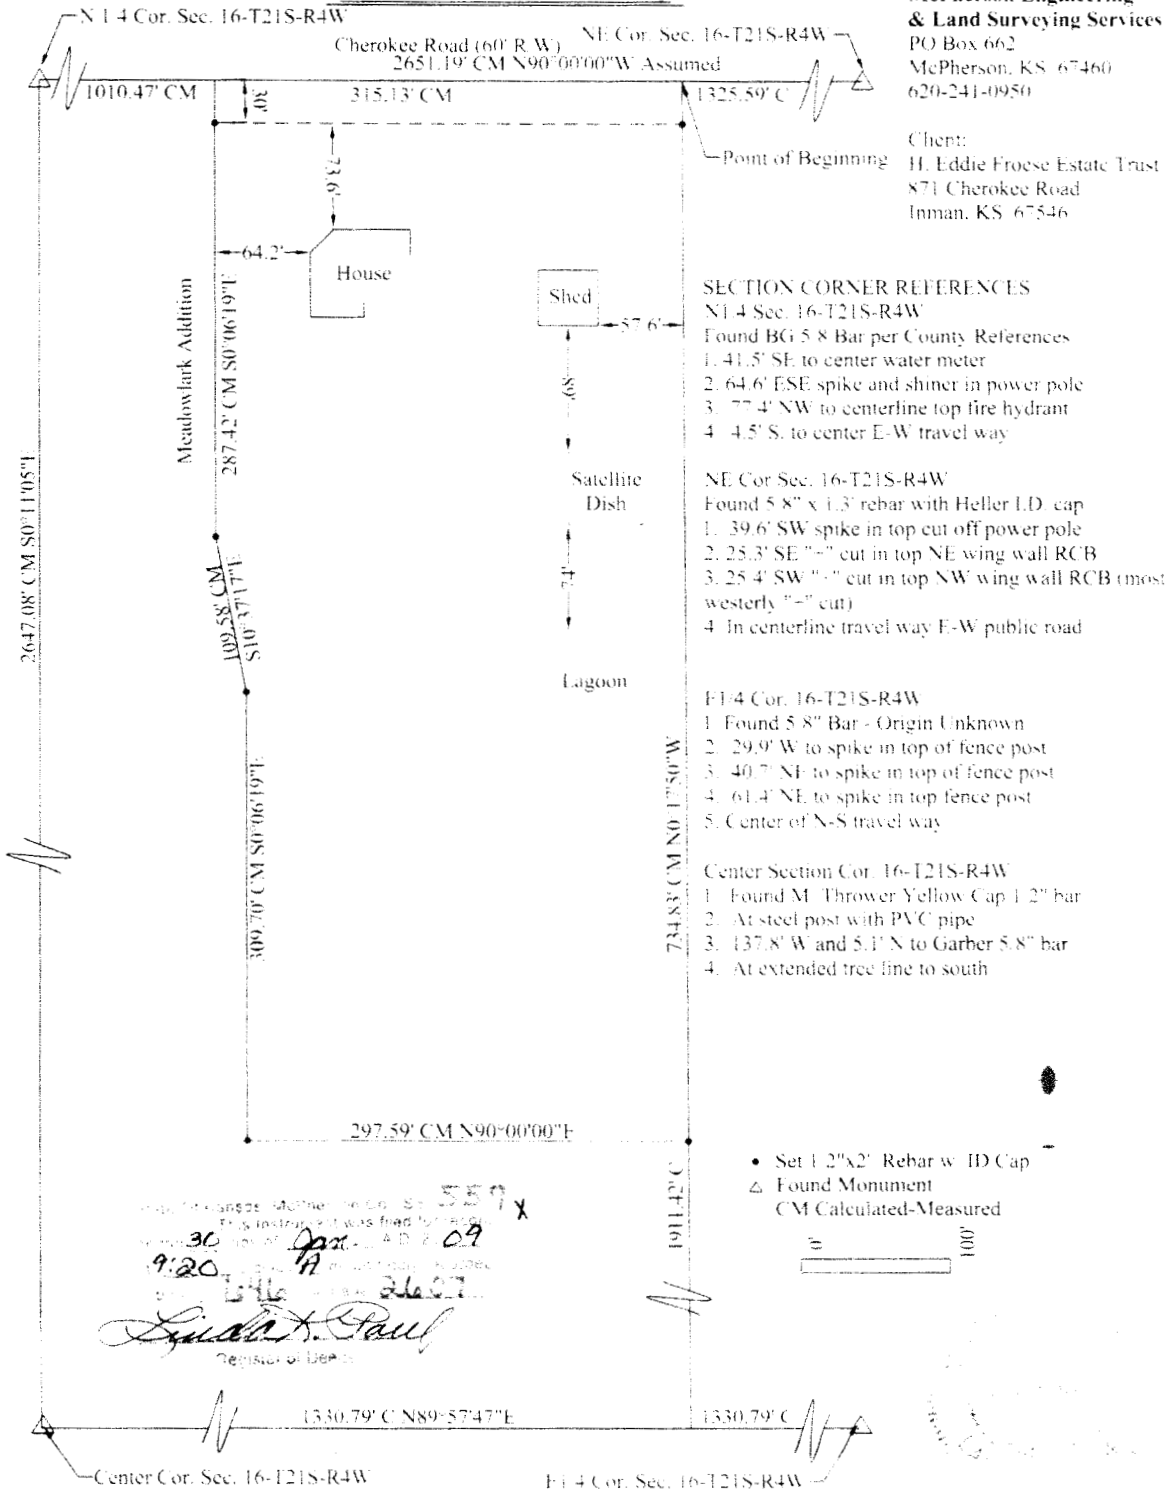 & Land Surveying Services
PO Box 662
McPherson, KS 67460
620-241-0950
Client:
H. Eddie Froese Estate Trust
871 Cherokee Road
Inman, KS 67546
N 1/4 Cor. Sec. 16-T21S-R4W
Cherokee Road (60' R/W)
NE Cor. Sec. 16-T21S-R4W
2651.19' CM N90°00'00"W Assumed
1010.47' CM
30'
315.13' CM
1325.59' C
Point of Beginning
73.6'
64.2'
House
Shed
57.6'
89'
Satellite
Dish
74'
Lagoon
Meadowlark Addition
287.42' CM S0°06'19"E
109.58' CM
S10°37'17"E
309.70' CM S0°06'19"E
2647.08' CM S0°11'05"E
734.83' CM N0°17'50"W
297.59' CM N90°00'00"E
1911.42' C
SECTION CORNER REFERENCES
N1/4 Sec. 16-T21S-R4W
Found BG 5/8 Bar per County References
1. 41.5' SE to center water meter
2. 64.6' ESE spike and shiner in power pole
3. 77.4' NW to centerline top fire hydrant
4. 4.5' S. to center E-W travel way
NE Cor Sec. 16-T21S-R4W
Found 5/8" x 1.3' rebar with Heller I.D. cap
1. 39.6' SW spike in top cut off power pole
2. 25.3' SE "+" cut in top NE wing wall RCB
3. 25.4' SW "+" cut in top NW wing wall RCB (most
westerly "+" cut)
4. In centerline travel way E-W public road
E1/4 Cor. 16-T21S-R4W
1. Found 5/8" Bar - Origin Unknown
2. 29.9' W to spike in top of fence post
3. 40.7' NE to spike in top of fence post
4. 61.4' NE to spike in top fence post
5. Center of N-S travel way
Center Section Cor. 16-T21S-R4W
1. Found M. Thrower Yellow Cap 1/2" bar
2. At steel post with PVC pipe
3. 137.8' W and 5.1' N to Garber 5/8" bar
4. At extended tree line to south
• Set 1/2"x2' Rebar w/ ID Cap
△ Found Monument
CM Calculated-Measured
0'
100'
559 x
This instrument was filed for record
30 Jan. A.D. 09
9:20 A
Linda K. Paul
Register of Deeds
1330.79' C N89°57'47"E
1330.79' C
Center Cor. Sec. 16-T21S-R4W
E1/4 Cor. Sec. 16-T21S-R4W